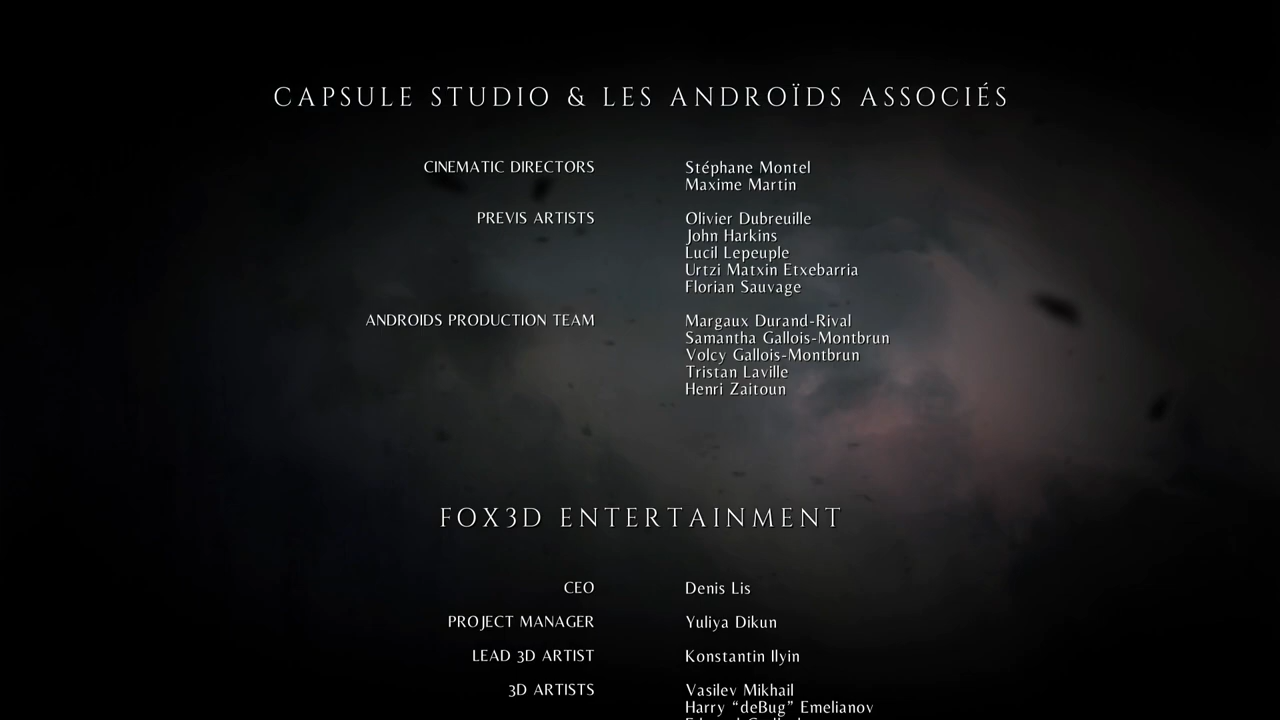 CAPSULE STUDIO & LES ANDROÏDS ASSOCIÉS
CINEMATIC DIRECTORS Stéphane Montel
Maxime Martin
PREVIS ARTISTS Olivier Dubreuille
John Harkins
Lucil Lepeuple
Urtzi Matxin Etxebarria
Florian Sauvage
ANDROIDS PRODUCTION TEAM Margaux Durand-Rival
Samantha Gallois-Montbrun
Volcy Gallois-Montbrun
Tristan Laville
Henri Zaitoun
FOX3D ENTERTAINMENT
CEO Denis Lis
PROJECT MANAGER Yuliya Dikun
LEAD 3D ARTIST Konstantin Ilyin
3D ARTISTS Vasilev Mikhail
Harry “deBug” Emelianov